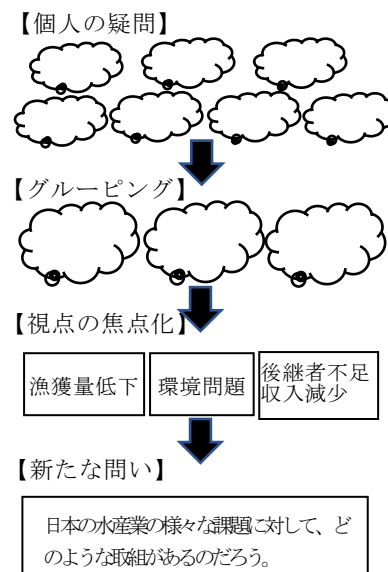 【個人の疑問】
【グルーピング】
【視点の焦点化】
漁獲量低下
環境問題
後継者不足
収入減少
【新たな問い】
日本の水産業の様々な課題に対して、ど
のような取組があるのだろう。